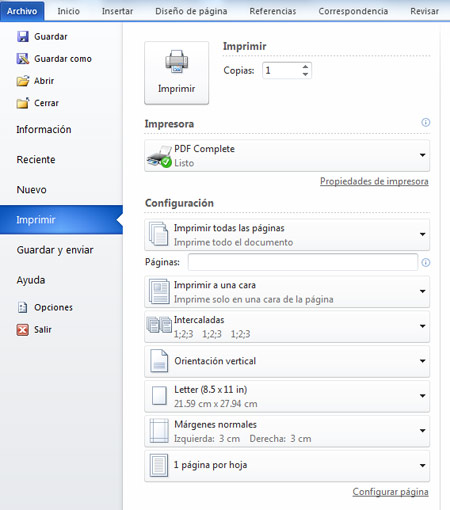 Archivo Inicio Insertar Diseño de página Referencias Correspondencia Revisar
Guardar
Guardar como
Abrir
Cerrar
Información
Reciente
Nuevo
Imprimir
Guardar y enviar
Ayuda
Opciones
Salir
Imprimir
Imprimir
Copias: 1
Impresora
PDF Complete
Listo
Propiedades de impresora
Configuración
Imprimir todas las páginas
Imprime todo el documento
Páginas:
Imprimir a una cara
Imprime solo en una cara de la página
Intercaladas
1;2;3 1;2;3 1;2;3
Orientación vertical
Letter (8.5 x 11 in)
21.59 cm x 27.94 cm
Márgenes normales
Izquierda: 3 cm Derecha: 3 cm
1 página por hoja
Configurar página